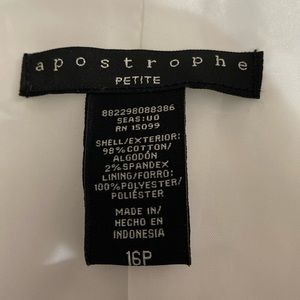 apostrophe
PETITE
882298088386
SEAS:U0
RN 15099
SHELL/EXTERIOR:
98% COTTON/
ALGODÓN
2% SPANDEX
LINING/FORRO:
100% POLYESTER/
POLIÉSTER
MADE IN/
HECHO EN
INDONESIA
16P